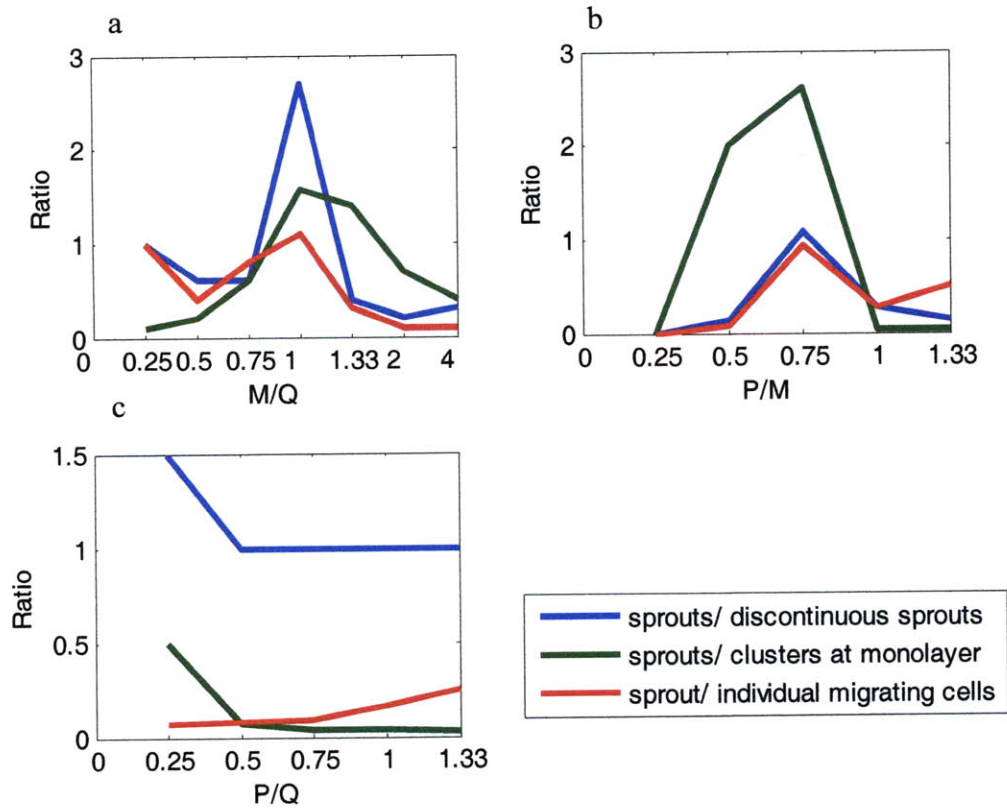 a
3
2
1
0
Ratio
0 0.25 0.5 0.75 1 1.33 2 4
M/Q
b
3
2
1
0
Ratio
0 0.25 0.5 0.75 1 1.33
P/M
c
1.5
1
0.5
0
Ratio
0 0.25 0.5 0.75 1 1.33
P/Q
sprouts/ discontinuous sprouts
sprouts/ clusters at monolayer
sprout/ individual migrating cells